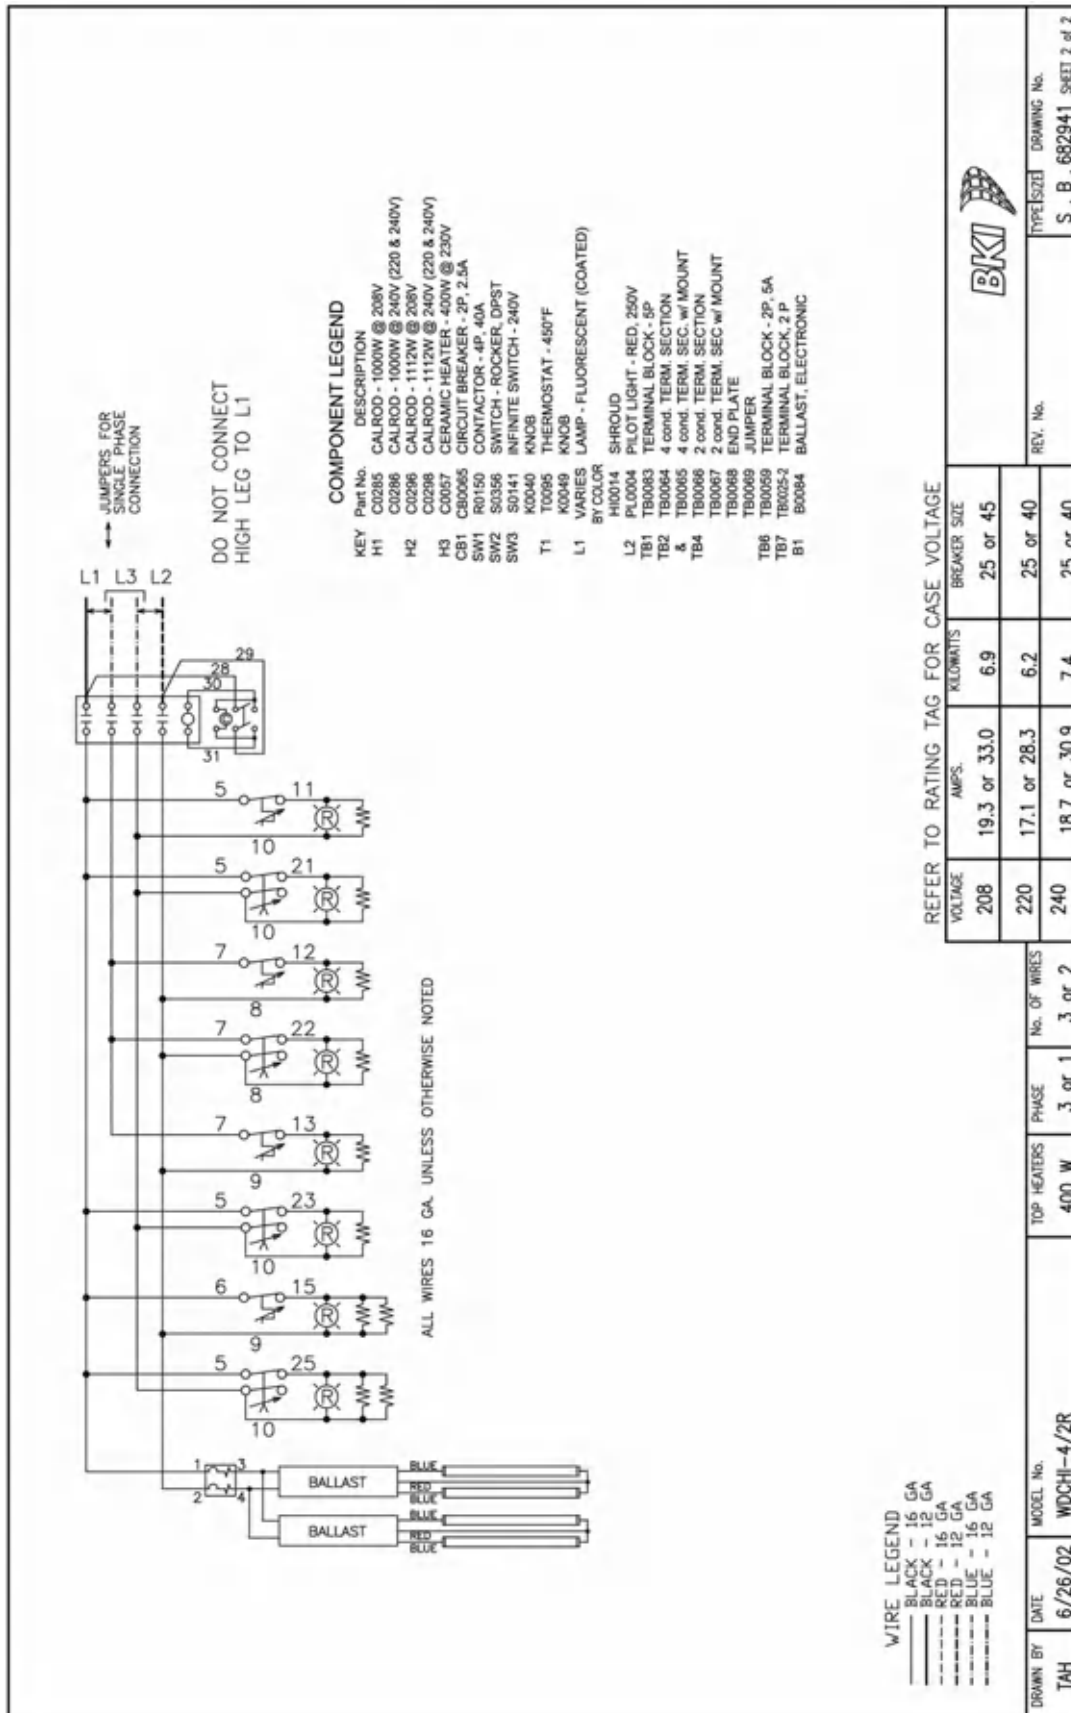 L1
L3
L2
JUMPERS FOR
SINGLE PHASE
CONNECTION
DO NOT CONNECT
HIGH LEG TO L1
29
28
30
31
5 11
10
5 21
10
7 12
8
7 22
8
7 13
9
5 23
10
6 15
9
5 25
10
1 3
2 4
R
R
R
R
R
R
R
R
C
BALLAST
BLUE
RED
BLUE
BALLAST
BLUE
RED
BLUE
ALL WIRES 16 GA. UNLESS OTHERWISE NOTED
COMPONENT LEGEND
KEY Part No. DESCRIPTION
H1 C0285 CALROD - 1000W @ 208V
C0286 CALROD - 1000W @ 240V (220 & 240V)
H2 C0296 CALROD - 1112W @ 208V
C0298 CALROD - 1112W @ 240V (220 & 240V)
H3 C0057 CERAMIC HEATER - 400W @ 230V
CB1 CB0065 CIRCUIT BREAKER - 2P, 2.5A
SW1 R0150 CONTACTOR - 4P, 40A
SW2 S0356 SWITCH - ROCKER, DPST
SW3 S0141 INFINITE SWITCH - 240V
K0040 KNOB
T1 T0095 THERMOSTAT - 450°F
K0049 KNOB
L1 VARIES LAMP - FLUORESCENT (COATED)
BY COLOR
HI0014 SHROUD
L2 PL0004 PILOT LIGHT - RED, 250V
TB1 TB0083 TERMINAL BLOCK - 5P
TB2 TB0064 4 cond. TERM. SECTION
& TB0065 4 cond. TERM. SEC. w/ MOUNT
TB4 TB0066 2 cond. TERM. SECTION
TB0067 2 cond. TERM. SEC w/ MOUNT
TB0068 END PLATE
TB0069 JUMPER
TB6 TB0059 TERMINAL BLOCK - 2P, 5A
TB7 TB0025-2 TERMINAL BLOCK, 2 P
B1 B0084 BALLAST, ELECTRONIC
WIRE LEGEND
BLACK - 16 GA
BLACK - 12 GA
RED - 16 GA
RED - 12 GA
BLUE - 16 GA
BLUE - 12 GA
REFER TO RATING TAG FOR CASE VOLTAGE
VOLTAGE AMPS. KILOWATTS BREAKER SIZE
208 19.3 or 33.0 6.9 25 or 45
220 17.1 or 28.3 6.2 25 or 40
240 18.7 or 30.9 7.4 25 or 40
BKI
DRAWN BY DATE MODEL No. TOP HEATERS PHASE No. OF WIRES REV. No. TYPE SIZE DRAWING No.
TAH 6/26/02 WDCHI-4/2R 400 W 3 or 1 3 or 2 S . B . 682941 SHEET 2 of 2